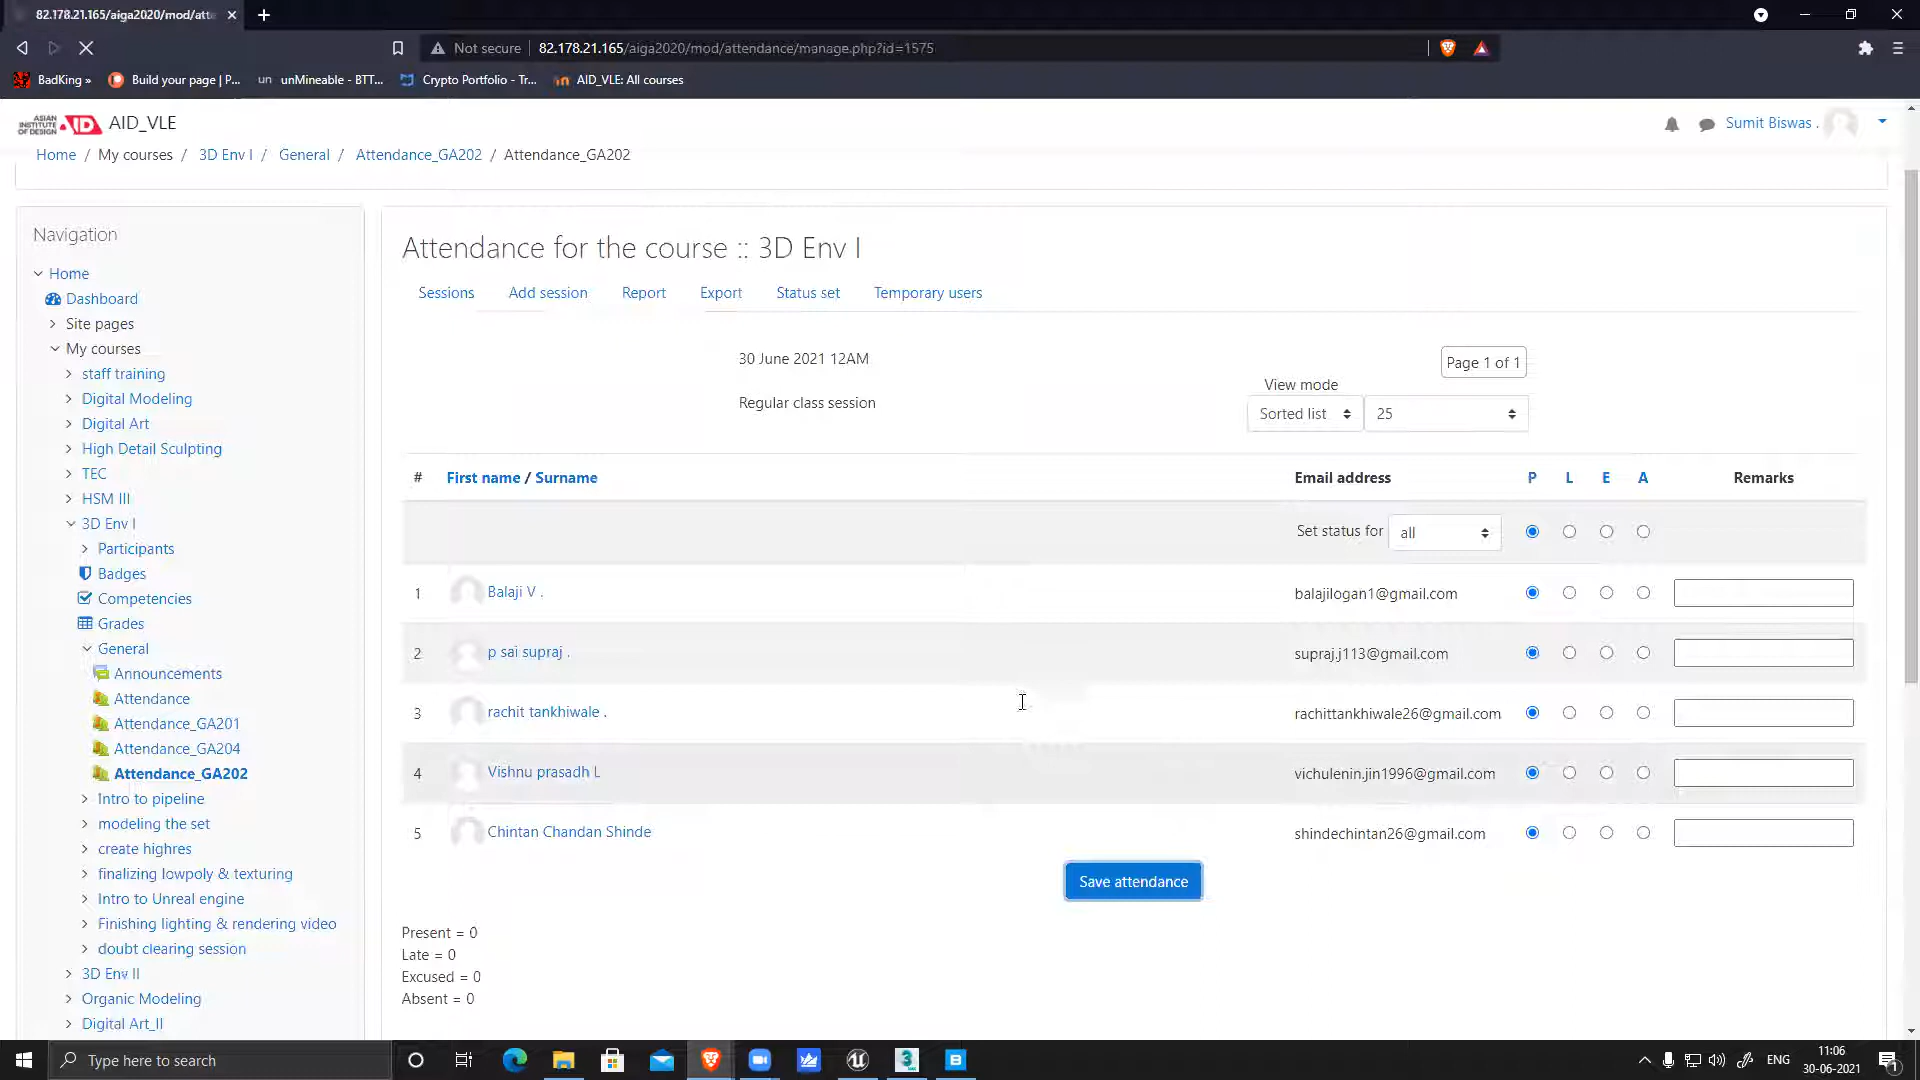 82.178.21.165/aiga2020/mod/att
Not secure 82.178.21.165/aiga2020/mod/attendance/manage.php?id=1575
BadKing » Build your page | P... un unMineable - BTT... Crypto Portfolio - Tr... AID_VLE: All courses
ASIAN INSTITUTE OF DESIGN AID AID_VLE Sumit Biswas .
Home / My courses / 3D Env I / General / Attendance_GA202 / Attendance_GA202
Navigation
Home
Dashboard
Site pages
My courses
staff training
Digital Modeling
Digital Art
High Detail Sculpting
TEC
HSM III
3D Env I
Participants
Badges
Competencies
Grades
General
Announcements
Attendance
Attendance_GA201
Attendance_GA204
Attendance_GA202
Intro to pipeline
modeling the set
create highres
finalizing lowpoly & texturing
Intro to Unreal engine
Finishing lighting & rendering video
doubt clearing session
3D Env II
Organic Modeling
Digital Art_II
Attendance for the course :: 3D Env I
Sessions Add session Report Export Status set Temporary users
30 June 2021 12AM
Regular class session
Page 1 of 1
View mode
Sorted list 25
# First name / Surname Email address P L E A Remarks
Set status for all
1 Balaji V . balajilogan1@gmail.com
2 p sai supraj . supraj.j113@gmail.com
3 rachit tankhiwale . rachittankhiwale26@gmail.com
4 Vishnu prasadh L vichulenin.jin1996@gmail.com
5 Chintan Chandan Shinde shindechintan26@gmail.com
Save attendance
Present = 0
Late = 0
Excused = 0
Absent = 0
Type here to search
ENG
11:06
30-06-2021
1